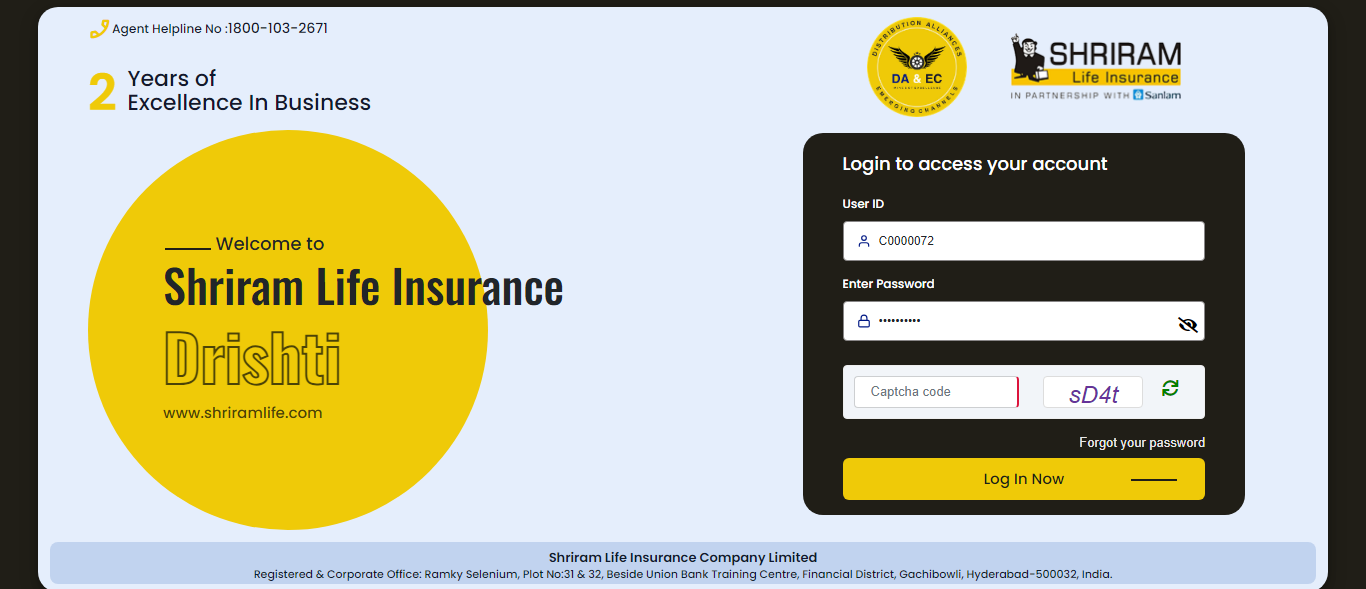 Agent Helpline No :1800-103-2671
2 Years of
Excellence In Business
DISTRIBUTION ALLIANCES
DA & EC
EMERGING CHANNELS
SHRIRAM
Life Insurance
IN PARTNERSHIP WITH Sanlam
Welcome to
Shriram Life Insurance
Drishti
www.shriramlife.com
Login to access your account
User ID
C0000072
Enter Password
••••••••••
Captcha code
sD4t
Forgot your password
Log In Now
Shriram Life Insurance Company Limited
Registered & Corporate Office: Ramky Selenium, Plot No:31 & 32, Beside Union Bank Training Centre, Financial District, Gachibowli, Hyderabad-500032, India.